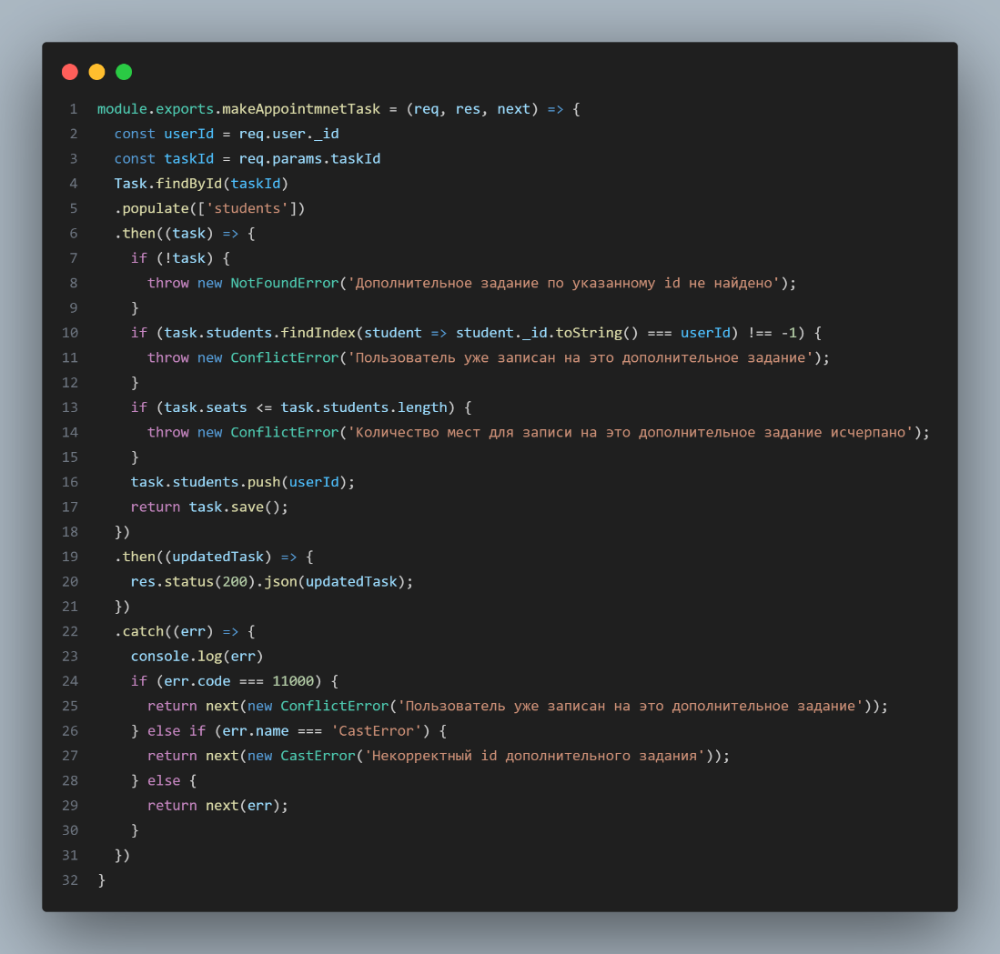 1 module.exports.makeAppointmnetTask = (req, res, next) => {
2   const userId = req.user._id
3   const taskId = req.params.taskId
4   Task.findById(taskId)
5   .populate(['students'])
6   .then((task) => {
7     if (!task) {
8       throw new NotFoundError('Дополнительное задание по указанному id не найдено');
9     }
10     if (task.students.findIndex(student => student._id.toString() === userId) !== -1) {
11       throw new ConflictError('Пользователь уже записан на это дополнительное задание');
12     }
13     if (task.seats <= task.students.length) {
14       throw new ConflictError('Количество мест для записи на это дополнительное задание исчерпано');
15     }
16     task.students.push(userId);
17     return task.save();
18   })
19   .then((updatedTask) => {
20     res.status(200).json(updatedTask);
21   })
22   .catch((err) => {
23     console.log(err)
24     if (err.code === 11000) {
25       return next(new ConflictError('Пользователь уже записан на это дополнительное задание'));
26     } else if (err.name === 'CastError') {
27       return next(new CastError('Некорректный id дополнительного задания'));
28     } else {
29       return next(err);
30     }
31   })
32 }